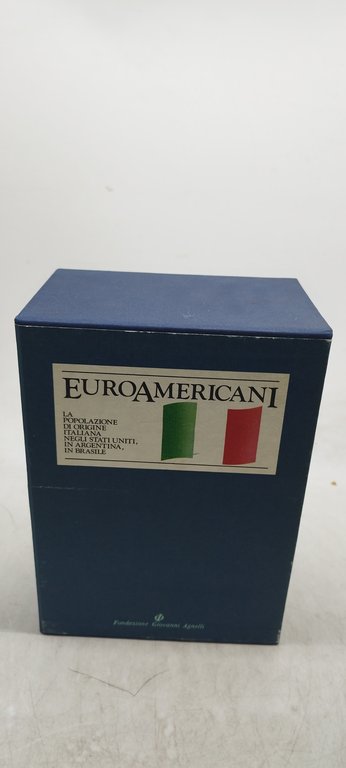 EUROAMERICANI
LA
POPOLAZIONE
DI ORIGINE
ITALIANA
NEGLI STATI UNITI,
IN ARGENTINA,
IN BRASILE
Fondazione Giovanni Agnelli